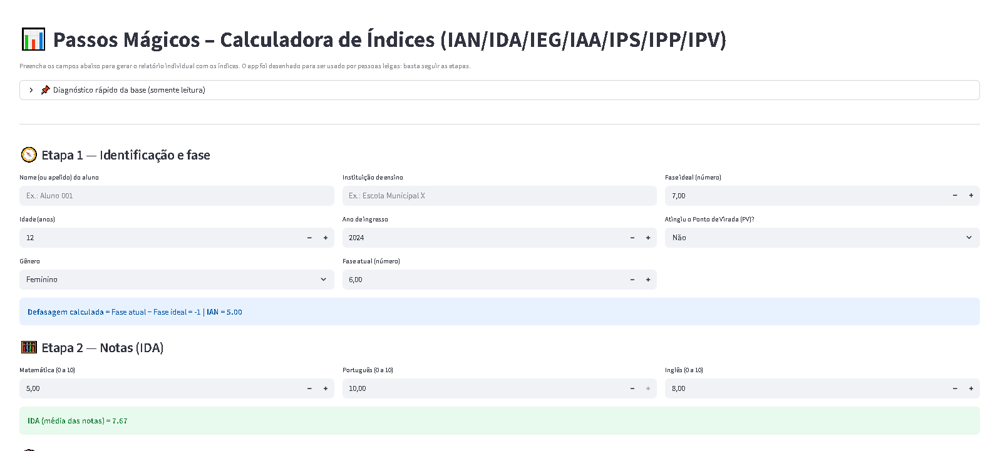 Passos Mágicos – Calculadora de Índices (IAN/IDA/IEG/IAA/IPS/IPP/IPV)
Preencha os campos abaixo para gerar o relatório individual com os índices. O app foi desenhado para ser usado por pessoas leigas: basta seguir as etapas.
Diagnóstico rápido da base (somente leitura)
Etapa 1 — Identificação e fase
Nome (ou apelido) do aluno
Ex.: Aluno 001
Instituição de ensino
Ex.: Escola Municipal X
Fase ideal (número)
7,00
Idade (anos)
12
Ano de ingresso
2024
Atingiu o Ponto de Virada (PV)?
Não
Gênero
Feminino
Fase atual (número)
6,00
Defasagem calculada = Fase atual − Fase ideal = -1 | IAN = 5.00
Etapa 2 — Notas (IDA)
Matemática (0 a 10)
5,00
Português (0 a 10)
10,00
Inglês (0 a 10)
8,00
IDA (média das notas) = 7.67